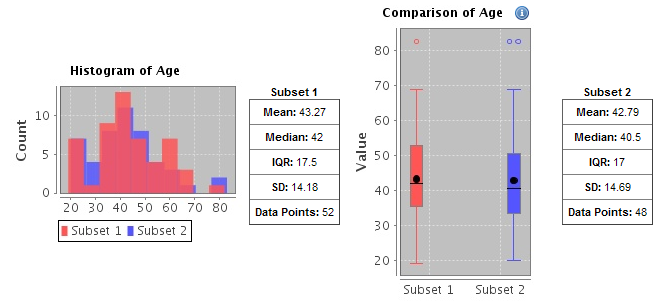 Histogram of Age
Count
10
5
0
20 30 40 50 60 70 80
Subset 1 Subset 2
Subset 1
Mean: 43.27
Median: 42
IQR: 17.5
SD: 14.18
Data Points: 52
Comparison of Age i
Value
80
70
60
50
40
30
20
Subset 1 Subset 2
Subset 2
Mean: 42.79
Median: 40.5
IQR: 17
SD: 14.69
Data Points: 48